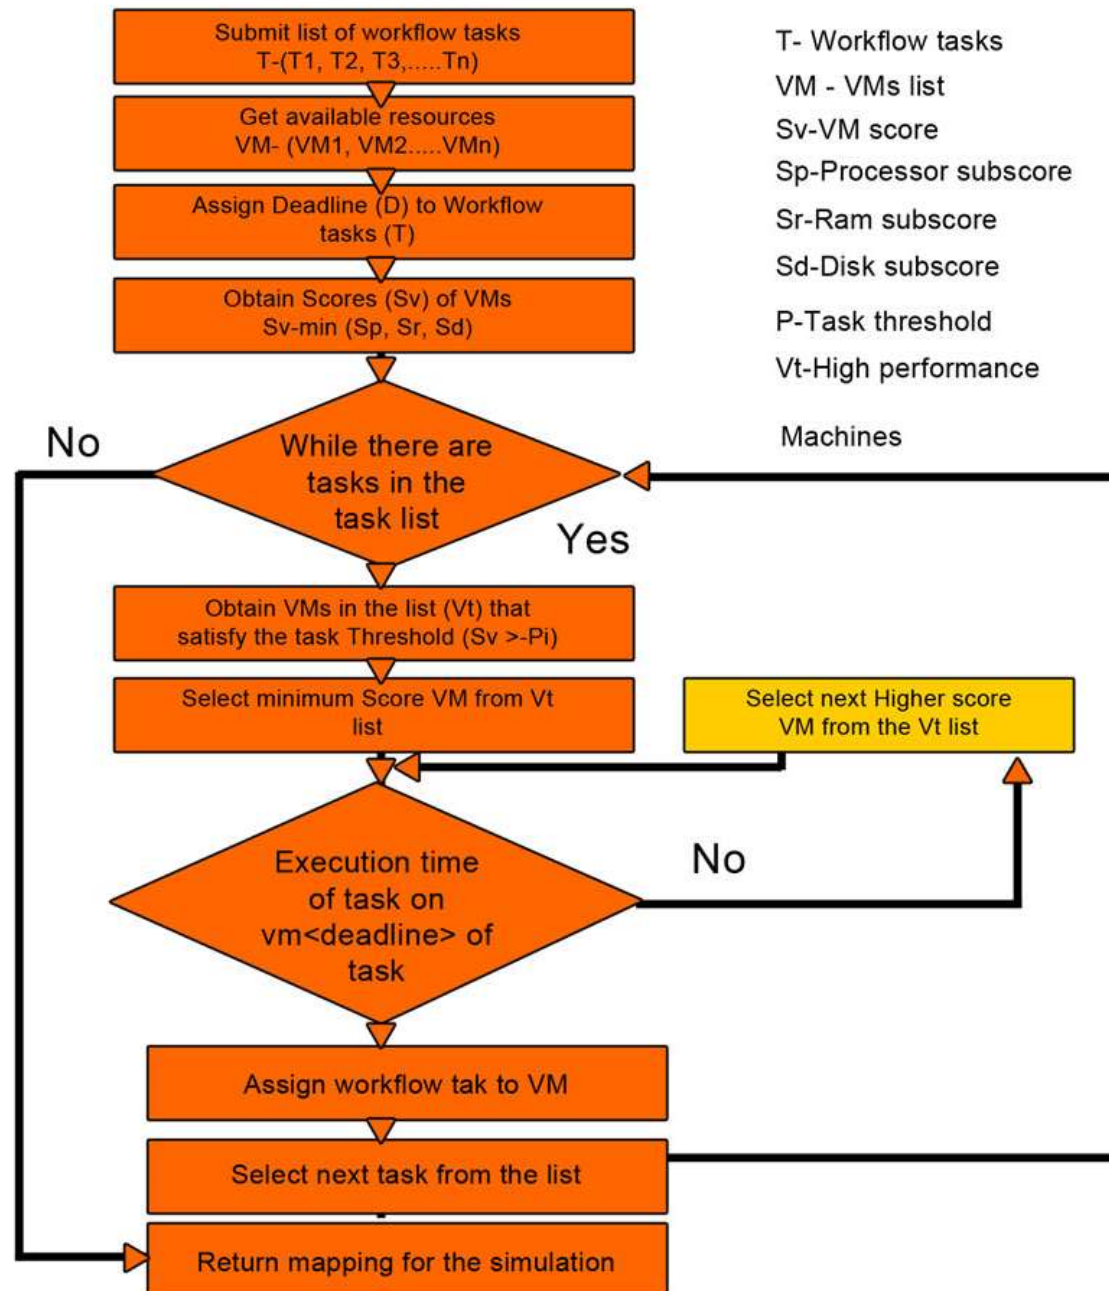 Submit list of workflow tasks
T-(T1, T2, T3,.....Tn)
Get available resources
VM- (VM1, VM2.....VMn)
Assign Deadline (D) to Workflow
tasks (T)
Obtain Scores (Sv) of VMs
Sv-min (Sp, Sr, Sd)
T- Workflow tasks
VM - VMs list
Sv-VM score
Sp-Processor subscore
Sr-Ram subscore
Sd-Disk subscore
P-Task threshold
Vt-High performance
Machines
No
While there are
tasks in the
task list
Yes
Obtain VMs in the list (Vt) that
satisfy the task Threshold (Sv >-Pi)
Select minimum Score VM from Vt
list
Select next Higher score
VM from the Vt list
Execution time
of task on
vm<deadline> of
task
No
Assign workflow tak to VM
Select next task from the list
Return mapping for the simulation